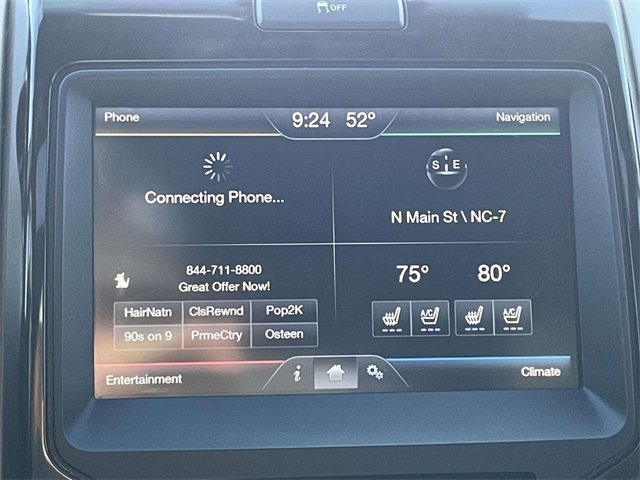 OFF
Phone
9:24 52°
Navigation
Connecting Phone...
S E
N Main St \ NC-7
844-711-8800
Great Offer Now!
HairNatn ClsRewnd Pop2K
90s on 9 PrmeCtry Osteen
75° 80°
A/C A/C
Entertainment
i
Climate